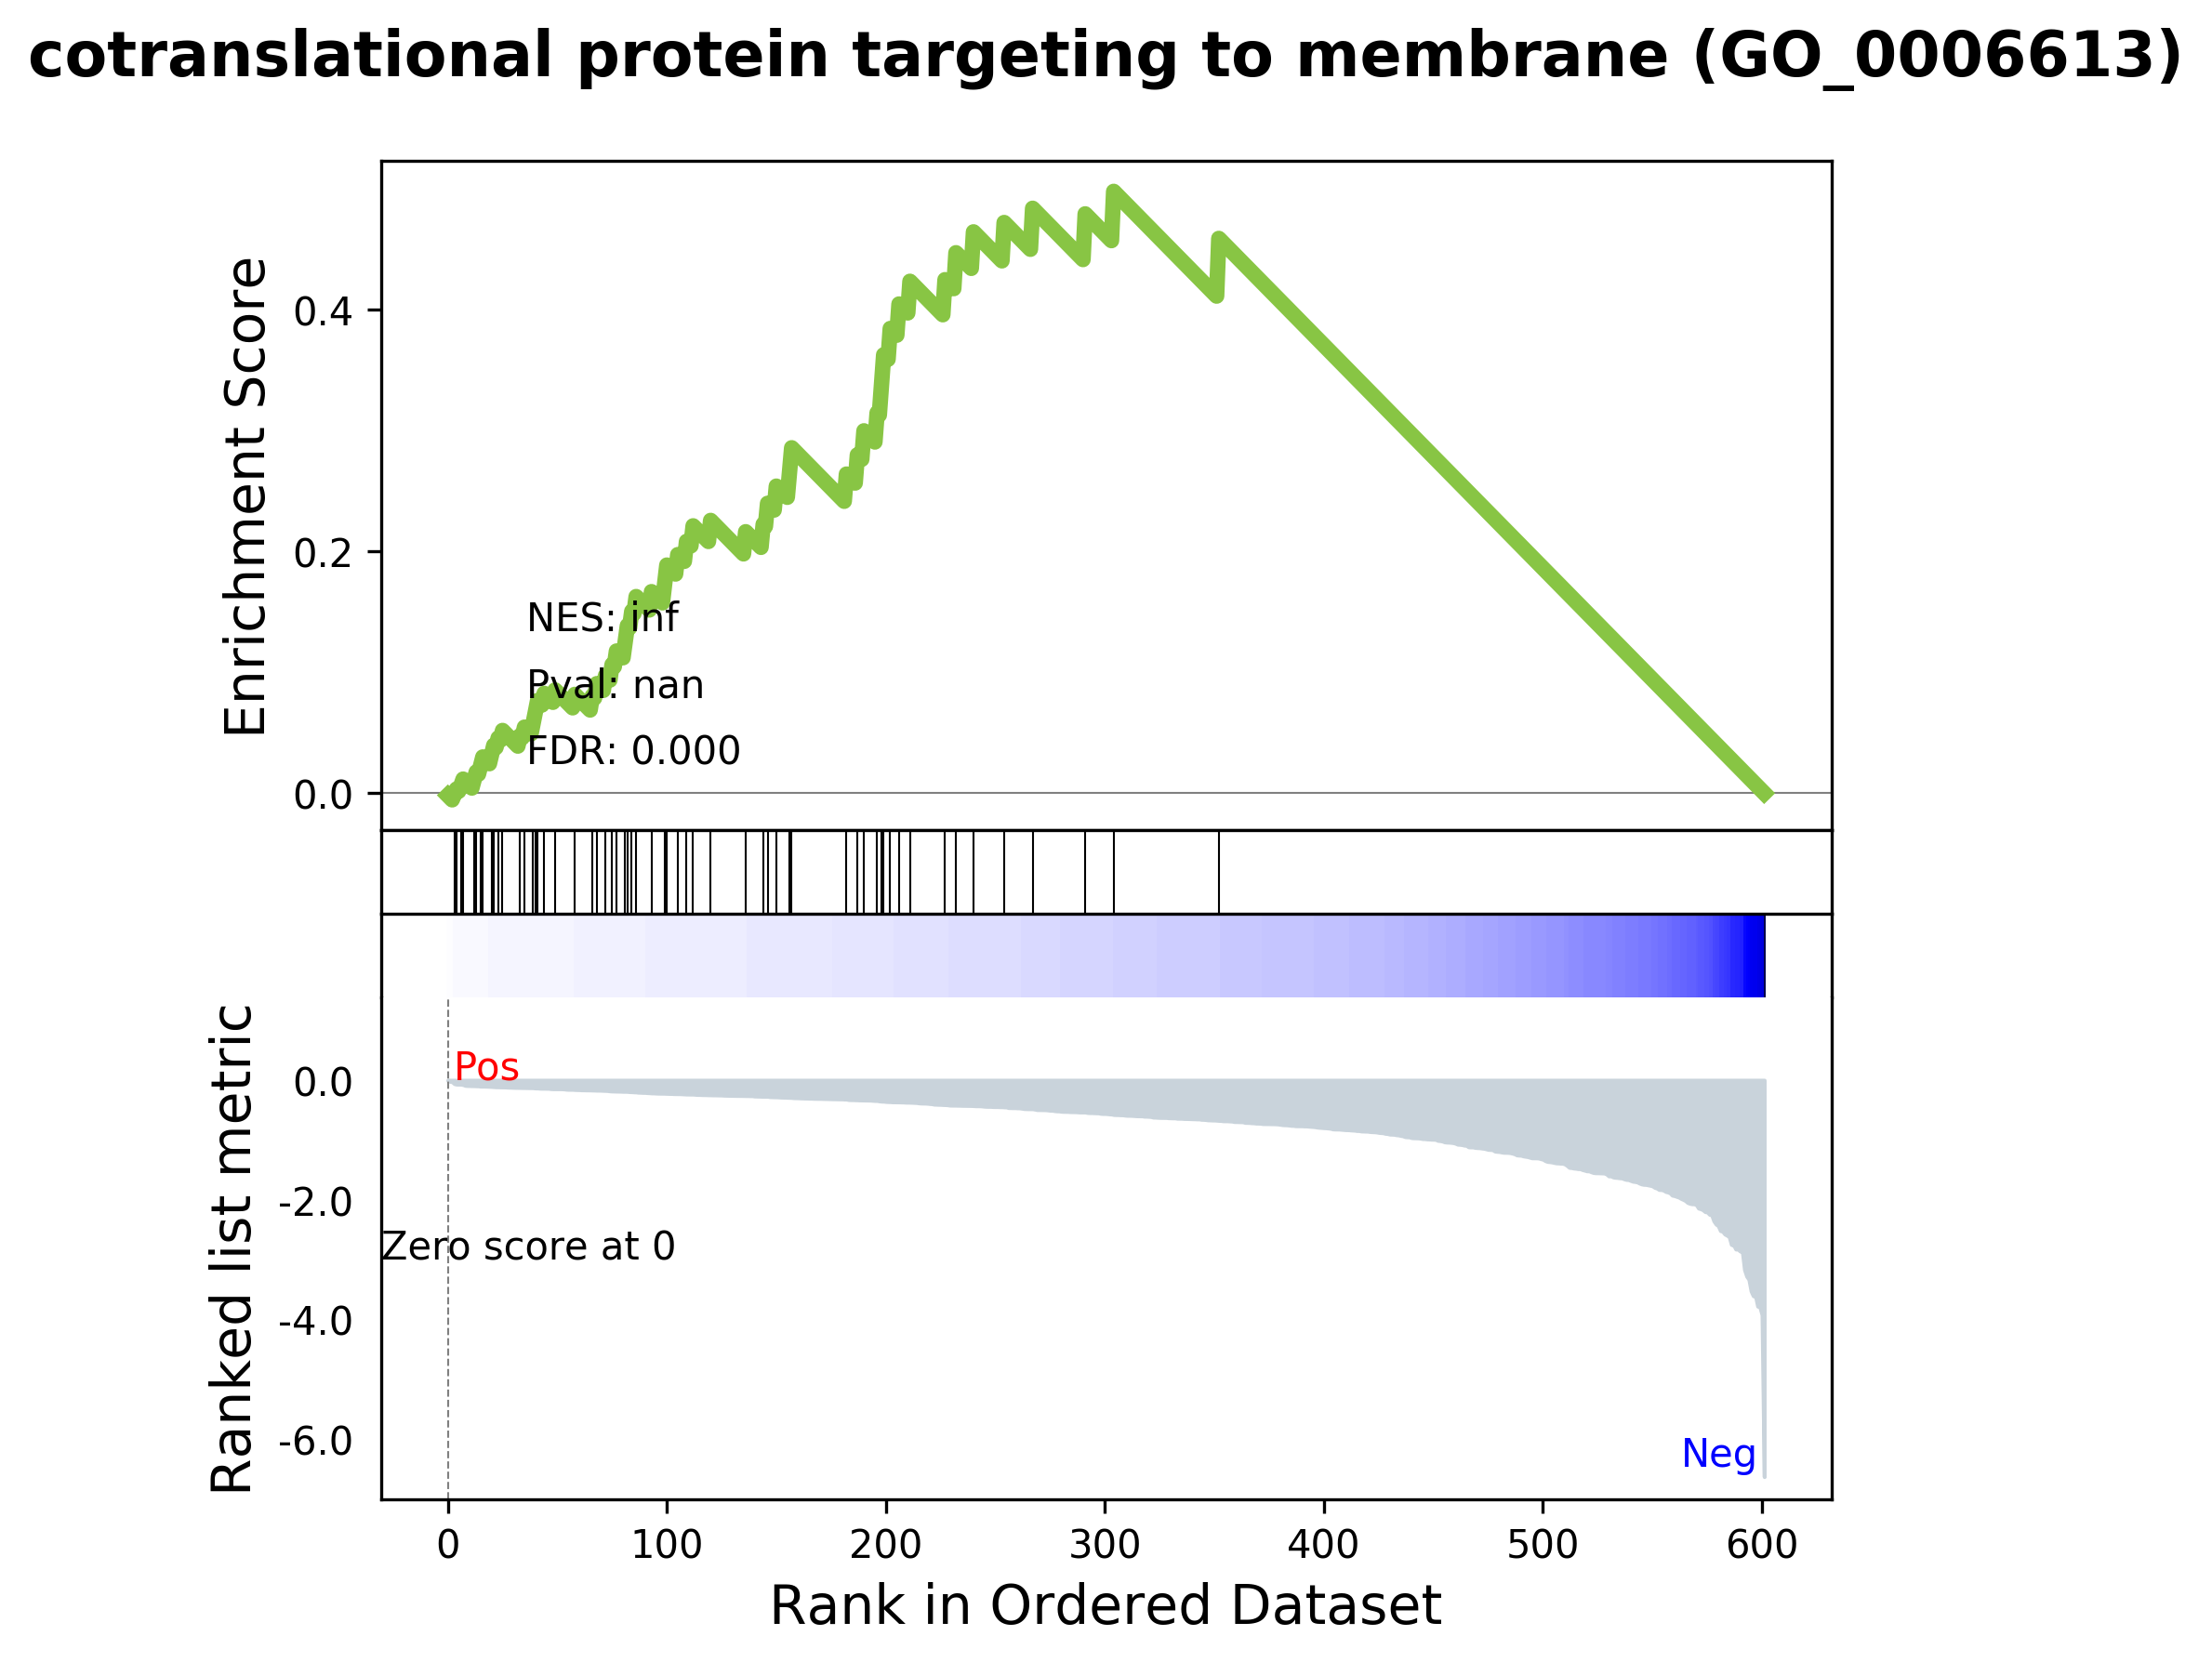 cotranslational protein targeting to membrane (GO_0006613)
Enrichment Score
0.4
0.2
0.0
NES: inf
Pval: nan
FDR: 0.000
Ranked list metric
0.0
-2.0
-4.0
-6.0
Pos
Zero score at 0
Neg
0 100 200 300 400 500 600
Rank in Ordered Dataset